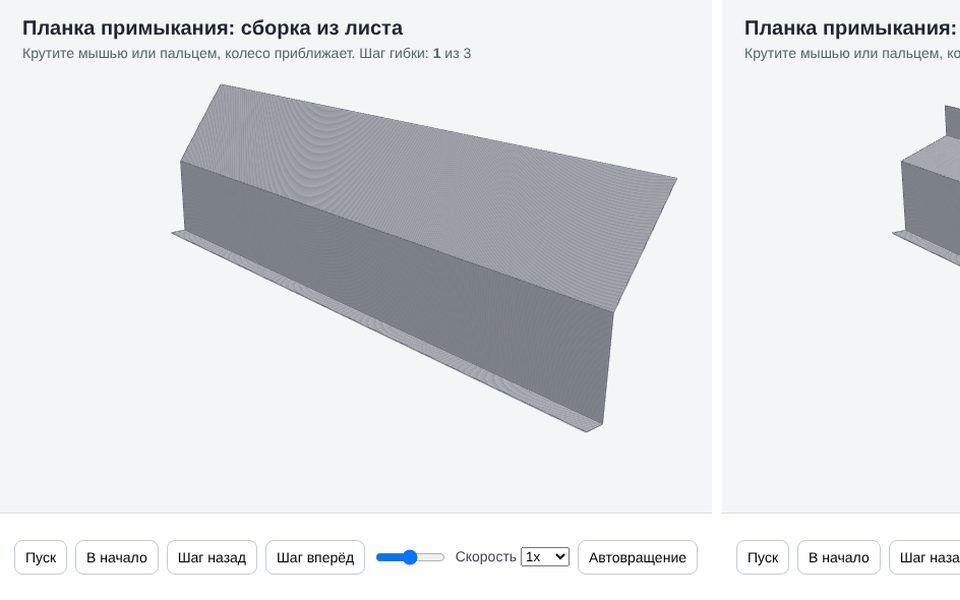 Планка примыкания: сборка из листа
Крутите мышью или пальцем, колесо приближает. Шаг гибки: 1 из 3
Пуск
В начало
Шаг назад
Шаг вперёд
Скорость
1x
Автовращение
Планка примыкания:
Крутите мышью или пальцем, ко
Пуск
В начало
Шаг наза